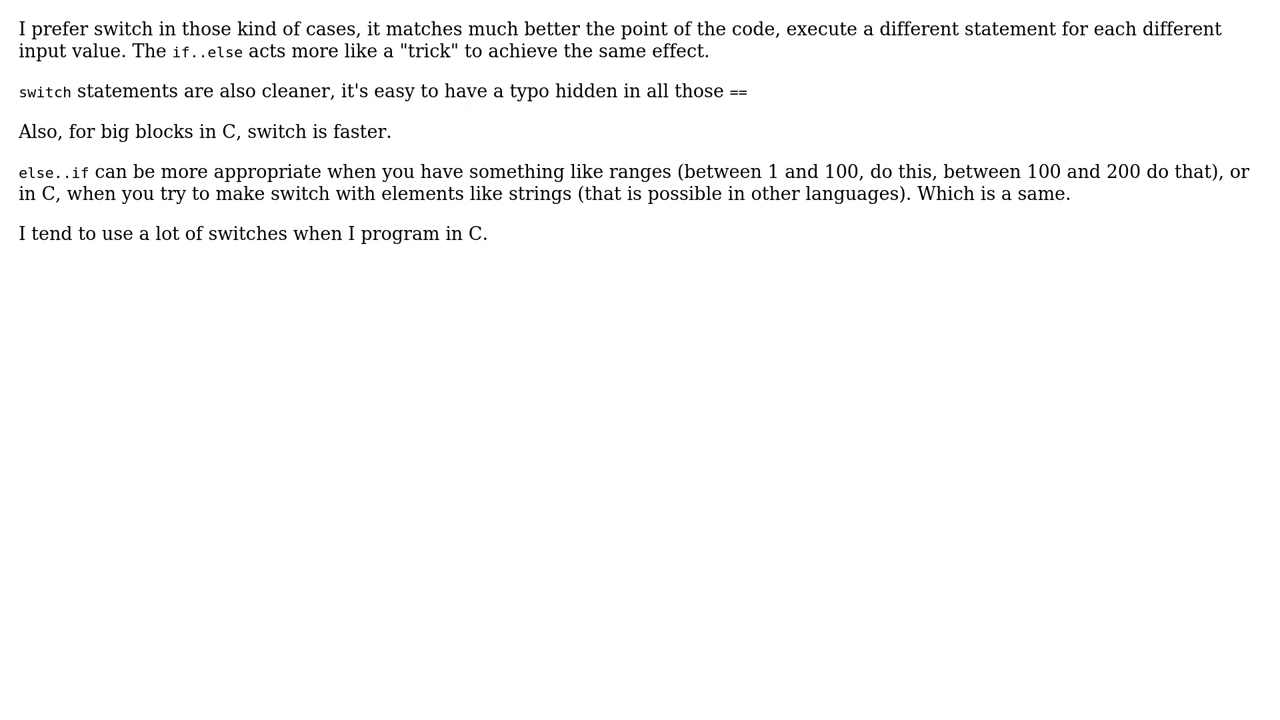 I prefer switch in those kind of cases, it matches much better the point of the code, execute a different statement for each different
input value. The if..else acts more like a "trick" to achieve the same effect.
switch statements are also cleaner, it's easy to have a typo hidden in all those ==
Also, for big blocks in C, switch is faster.
else..if can be more appropriate when you have something like ranges (between 1 and 100, do this, between 100 and 200 do that), or
in C, when you try to make switch with elements like strings (that is possible in other languages). Which is a same.
I tend to use a lot of switches when I program in C.